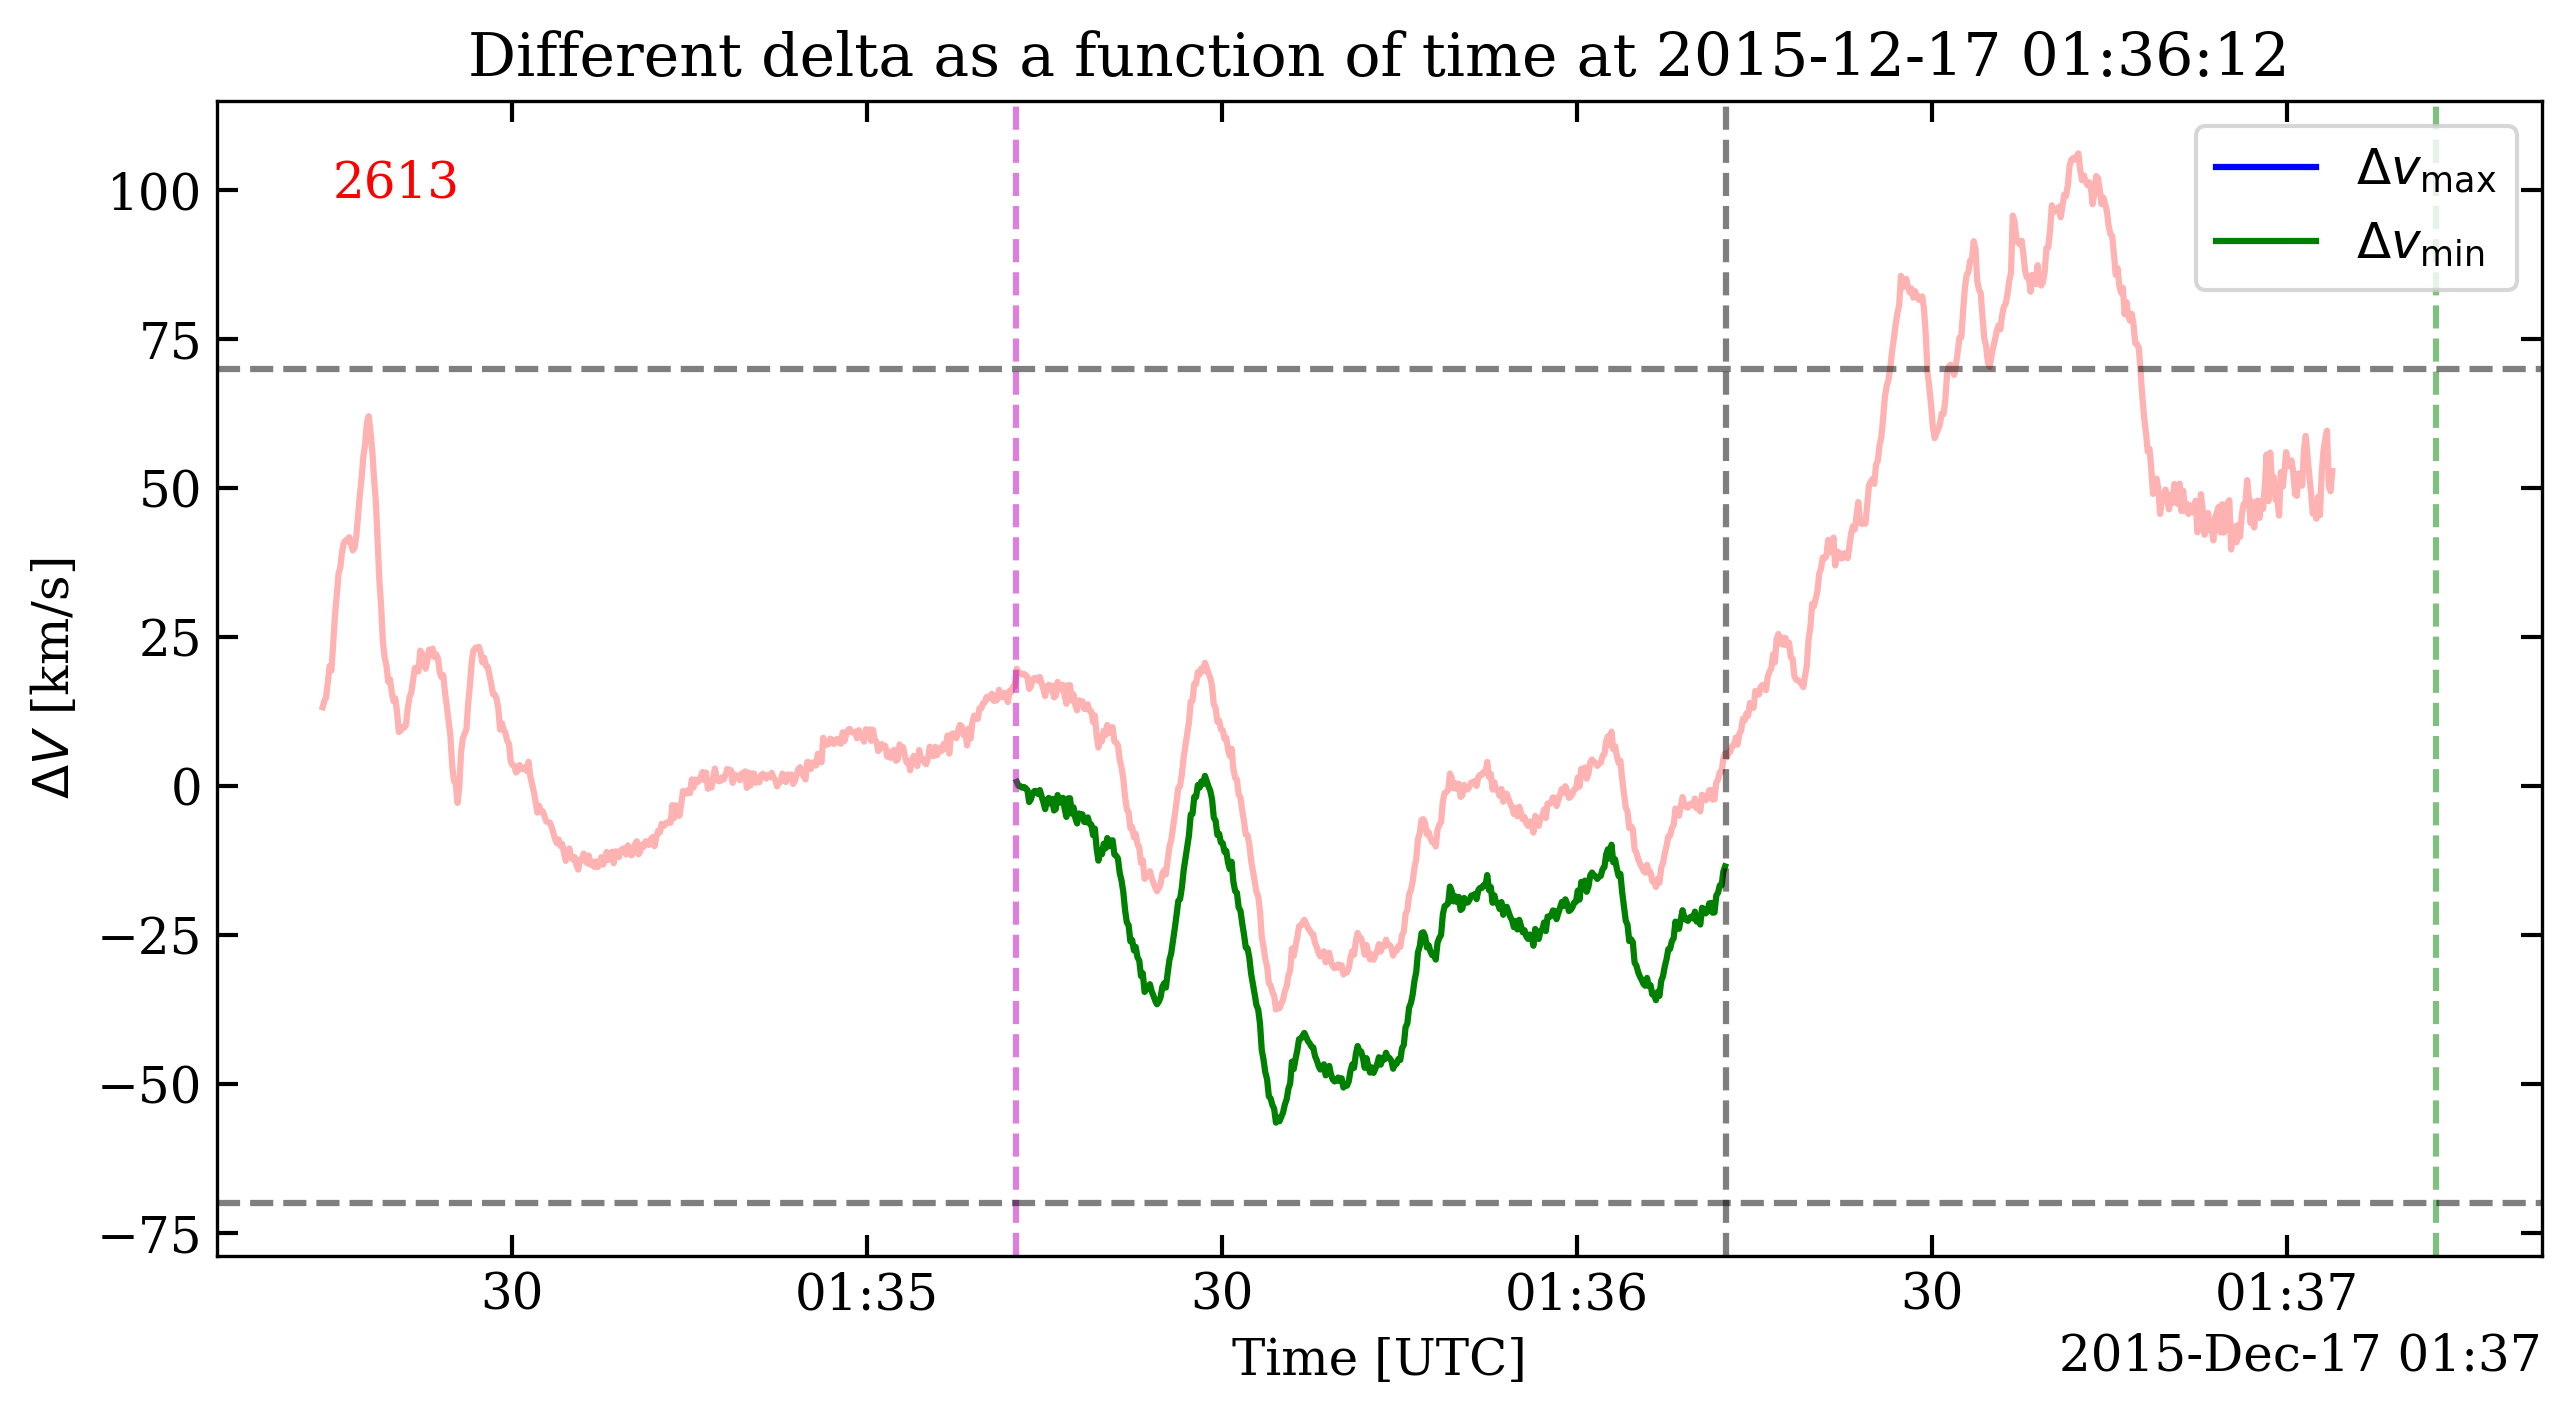 Different delta as a function of time at 2015-12-17 01:36:12
2613
Δv_max
Δv_min
100
75
50
25
0
−25
−50
−75
ΔV [km/s]
30 01:35 30 01:36 30 01:37
Time [UTC]
2015-Dec-17 01:37